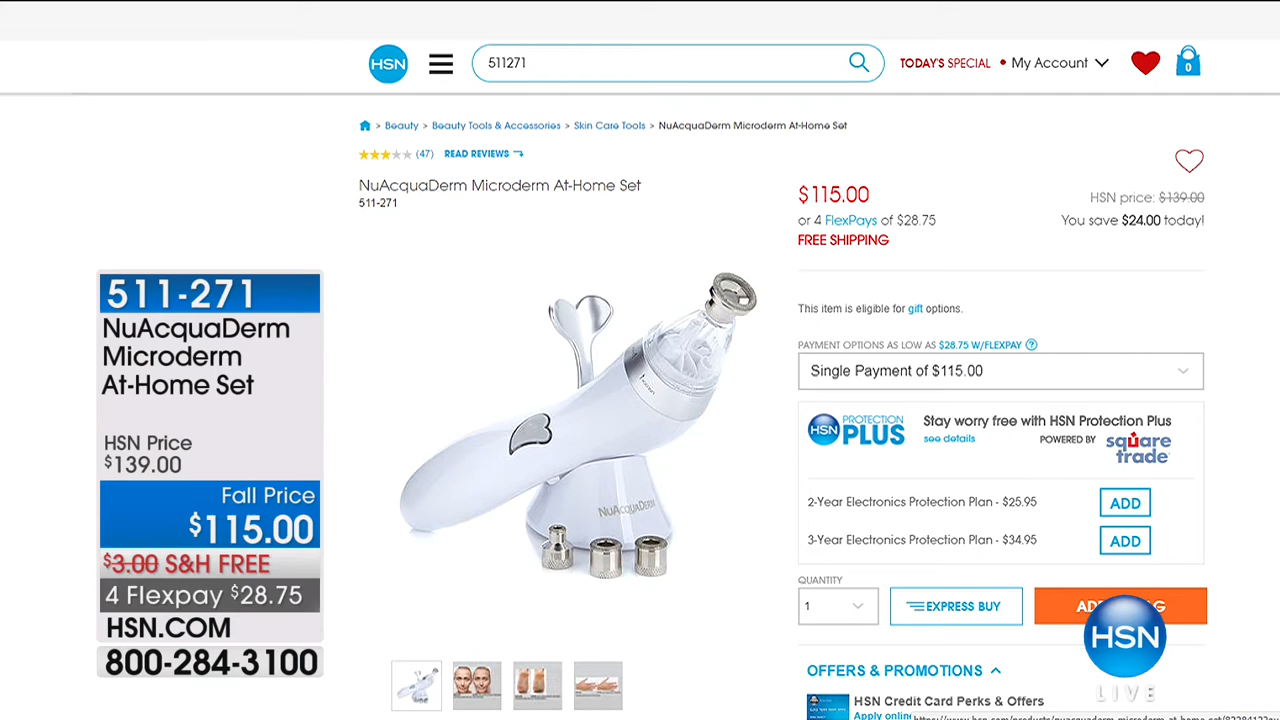 HSN
511271
TODAY'S SPECIAL • My Account
0
> Beauty > Beauty Tools & Accessories > Skin Care Tools > NuAcquaDerm Microderm At-Home Set
(47) READ REVIEWS
NuAcquaDerm Microderm At-Home Set
511-271
$115.00
HSN price: $139.00
or 4 FlexPays of $28.75
You save $24.00 today!
FREE SHIPPING
This item is eligible for gift options.
PAYMENT OPTIONS AS LOW AS $28.75 W/FLEXPAY ?
Single Payment of $115.00
HSN PROTECTION PLUS
Stay worry free with HSN Protection Plus
see details
POWERED BY square trade
2-Year Electronics Protection Plan - $25.95
ADD
3-Year Electronics Protection Plan - $34.95
ADD
QUANTITY
1
EXPRESS BUY
OFFERS & PROMOTIONS
HSN Credit Card Perks & Offers
511-271
NuAcquaDerm
Microderm
At-Home Set
HSN Price
$139.00
Fall Price
$115.00
$3.00 S&H FREE
4 Flexpay $28.75
HSN.COM
800-284-3100
NUACQUADERM
HSN
LIVE